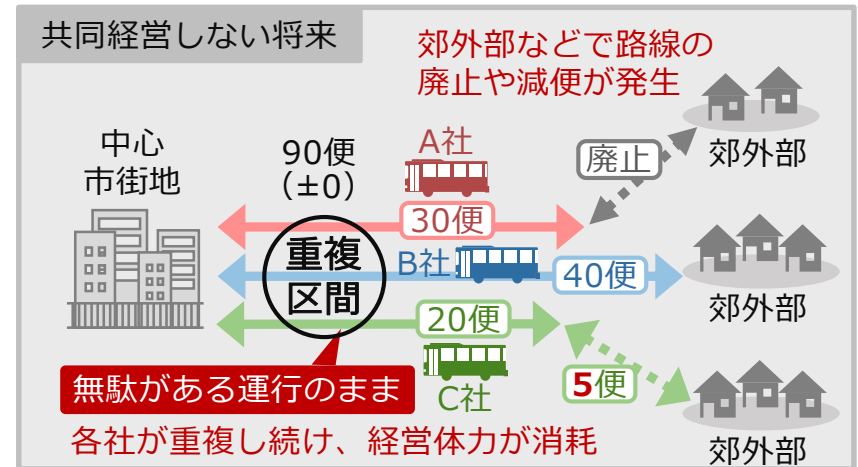 共同経営しない将来
郊外部などで路線の
廃止や減便が発生
中心
市街地
90便
（±0）
A社
廃止
郊外部
30便
重複
区間
B社
40便
郊外部
20便
無駄がある運行のまま
C社
5便
各社が重複し続け、経営体力が消耗
郊外部